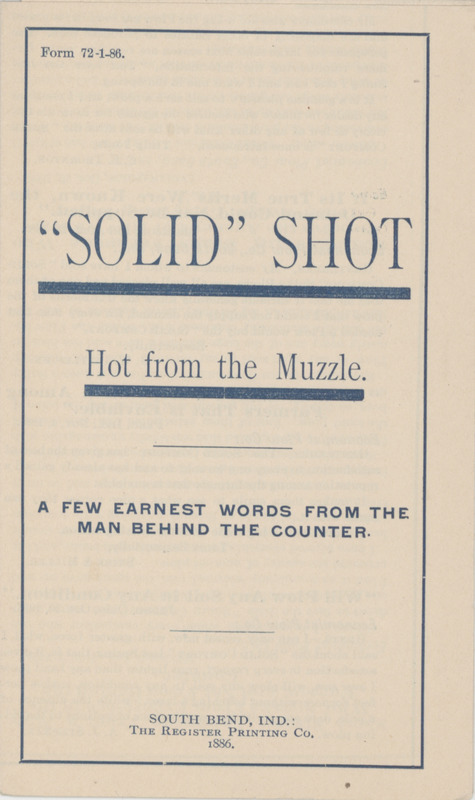 Form 72-1-86.
"SOLID" SHOT
Hot from the Muzzle.
A FEW EARNEST WORDS FROM THE
MAN BEHIND THE COUNTER.
SOUTH BEND, IND.:
THE REGISTER PRINTING CO.
1886.